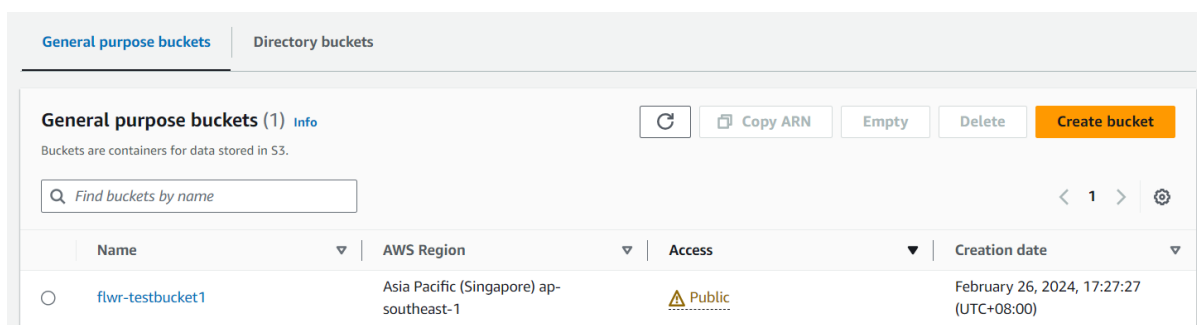 General purpose buckets
Directory buckets
General purpose buckets (1) Info
Copy ARN
Empty
Delete
Create bucket
Buckets are containers for data stored in S3.
Find buckets by name
1
Name
AWS Region
Access
Creation date
flwr-testbucket1
Asia Pacific (Singapore) ap-
southeast-1
Public
February 26, 2024, 17:27:27
(UTC+08:00)